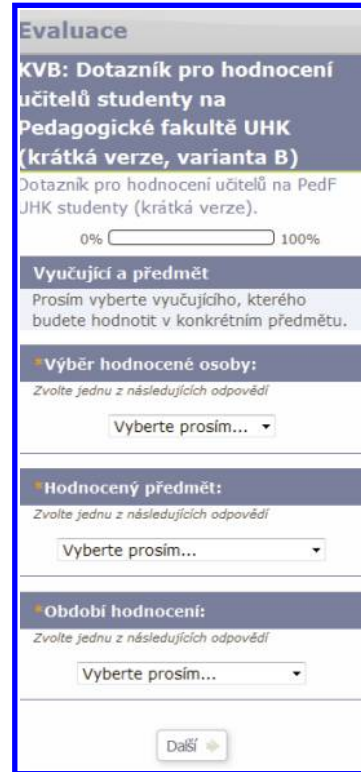 Evaluace
KVB: Dotazník pro hodnocení
učitelů studenty na
Pedagogické fakultě UHK
(krátká verze, varianta B)
Dotazník pro hodnocení učitelů na PedF
UHK studenty (krátká verze).
0% 100%
Vyučující a předmět
Prosím vyberte vyučujícího, kterého
budete hodnotit v konkrétním předmětu.
*Výběr hodnocené osoby:
Zvolte jednu z následujících odpovědí
Vyberte prosím...
*Hodnocený předmět:
Zvolte jednu z následujících odpovědí
Vyberte prosím...
*Období hodnocení:
Zvolte jednu z následujících odpovědí
Vyberte prosím...
Další